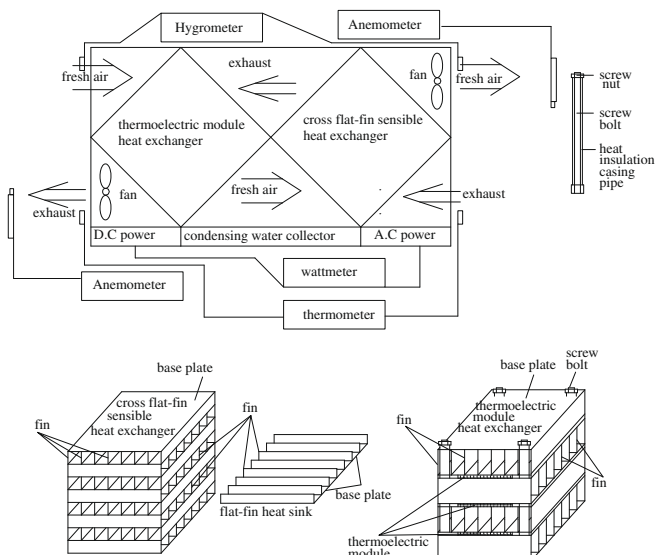 Hygrometer
Anemometer
fresh air
exhaust
fan
fresh air
screw
nut
thermoelectric module
heat exchanger
cross flat-fin sensible
heat exchanger
screw
bolt
heat
insulation
casing
pipe
exhaust
fan
fresh air
exhaust
D.C power
condensing water collector
A.C power
Anemometer
wattmeter
thermometer
base plate
cross flat-fin
sensible
heat exchanger
fin
fin
base plate
flat-fin heat sink
base plate
screw
bolt
thermoelectric
module
heat exchanger
fin
fin
thermoelectric
module